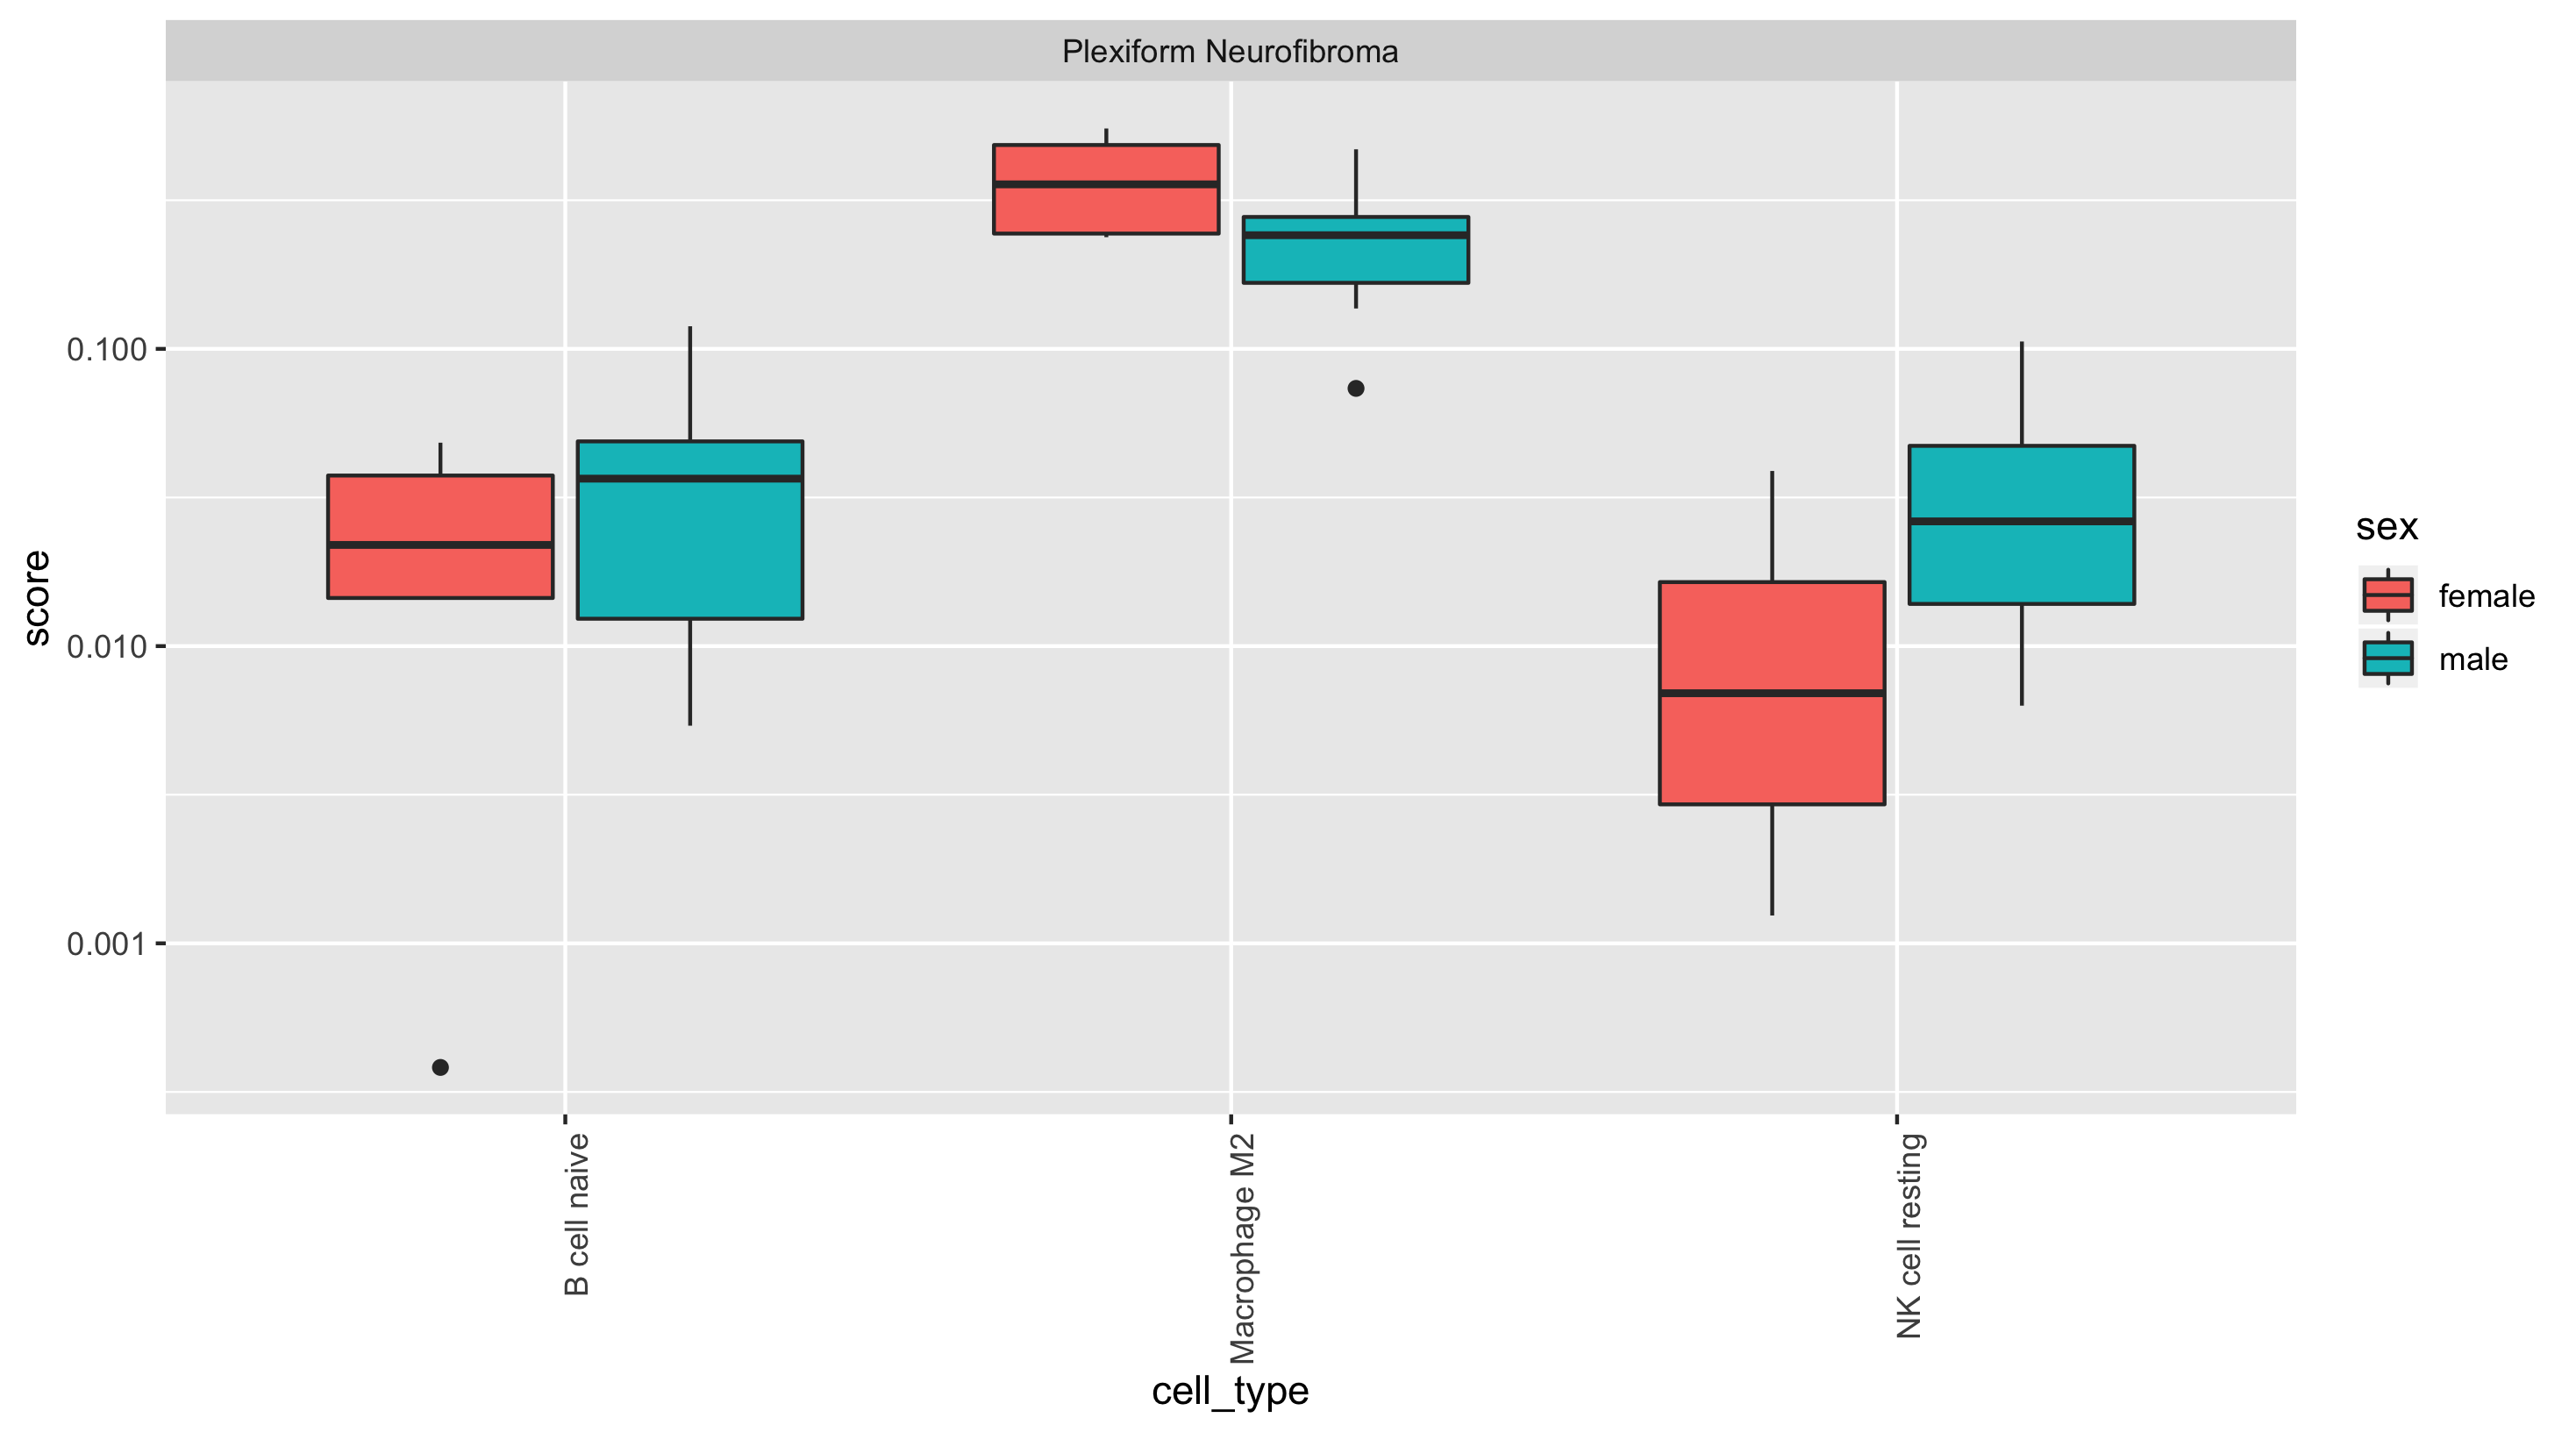 Plexiform Neurofibroma
score
0.100
0.010
0.001
B cell naive
Macrophage M2
NK cell resting
cell_type
sex
female
male